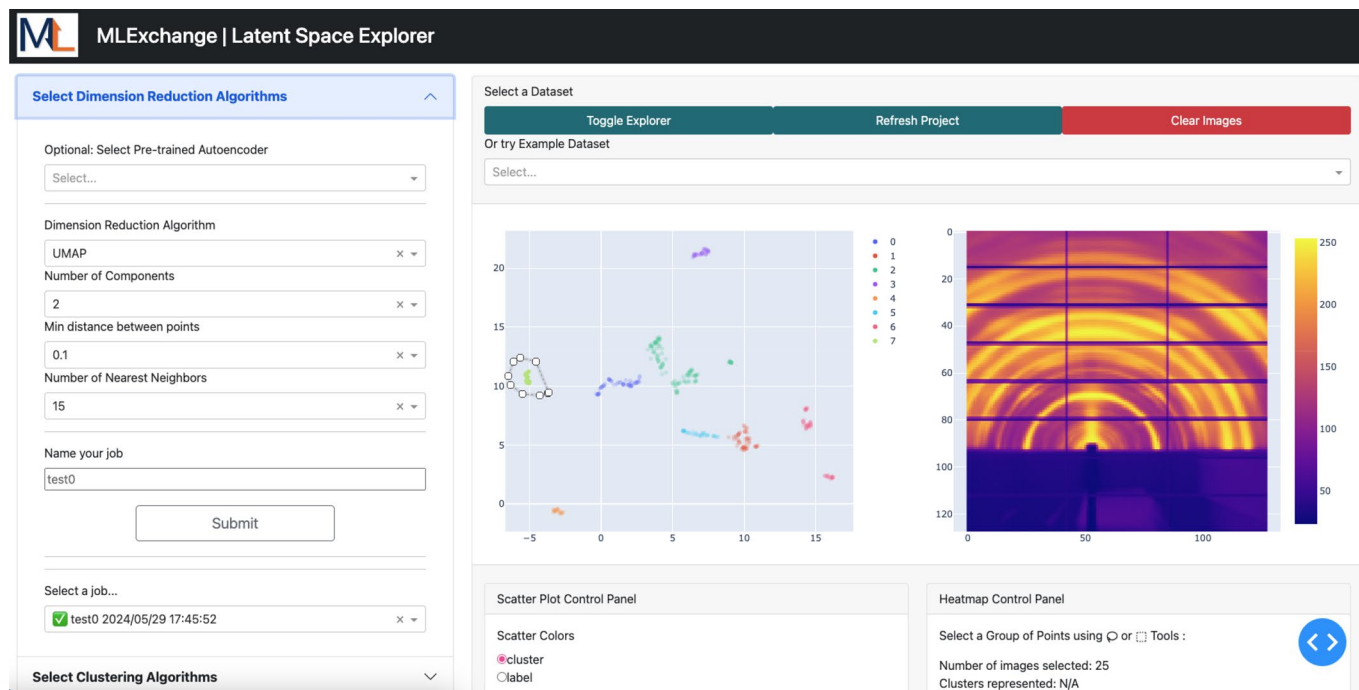 ML
MLExchange | Latent Space Explorer
Select Dimension Reduction Algorithms
Optional: Select Pre-trained Autoencoder
Select...
Dimension Reduction Algorithm
UMAP
Number of Components
2
Min distance between points
0.1
Number of Nearest Neighbors
15
Name your job
test0
Submit
Select a job...
test0 2024/05/29 17:45:52
Select Clustering Algorithms
Select a Dataset
Toggle Explorer
Refresh Project
Clear Images
Or try Example Dataset
Select...
20
15
10
5
0
−5
0
5
10
15
0
1
2
3
4
5
6
7
0
20
40
60
80
100
120
0
50
100
250
200
150
100
50
Scatter Plot Control Panel
Scatter Colors
cluster
label
Heatmap Control Panel
Select a Group of Points using or Tools :
Number of images selected: 25
Clusters represented: N/A